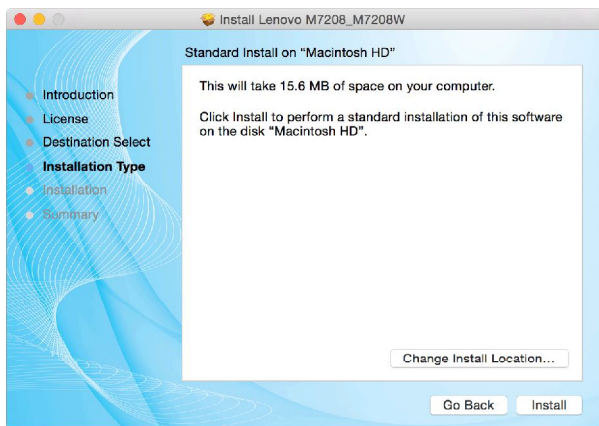 Install Lenovo M7208_M7208W
Standard Install on “Macintosh HD”
Introduction
License
Destination Select
Installation Type
Installation
Summary
This will take 15.6 MB of space on your computer.
Click Install to perform a standard installation of this software
on the disk “Macintosh HD”.
Change Install Location...
Go Back
Install